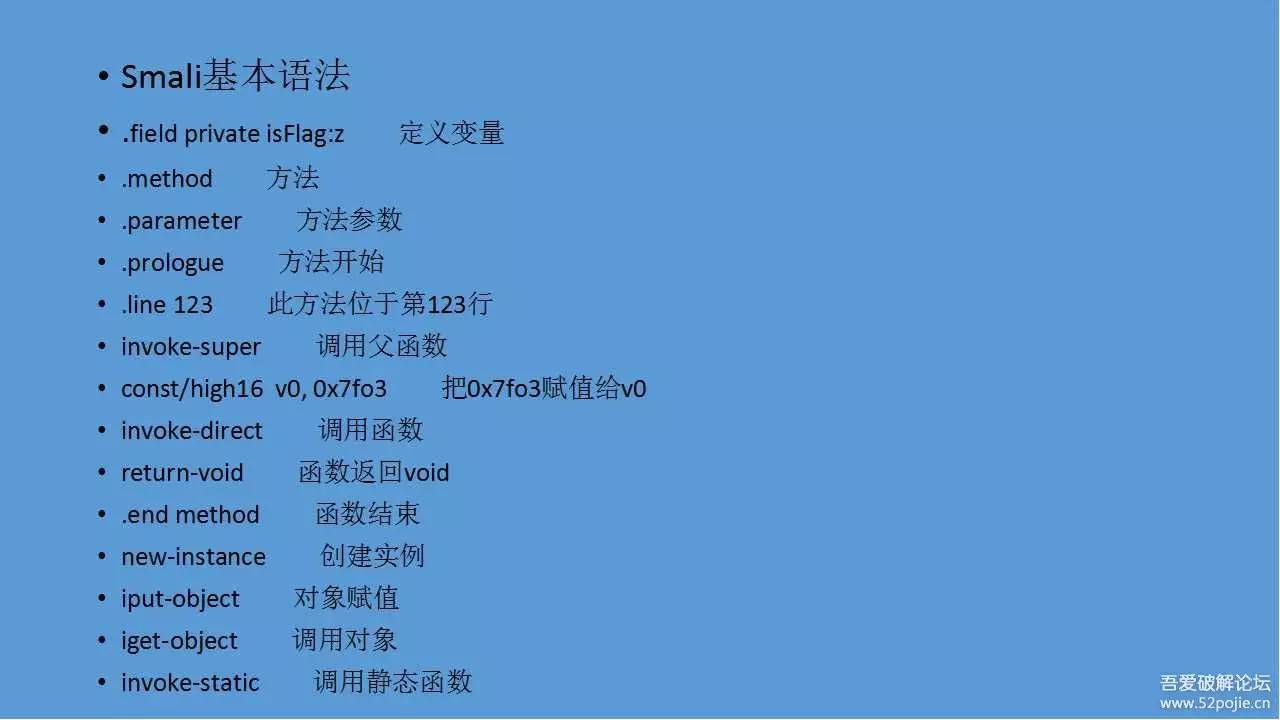 • Smali基本语法
• .field private isFlag:z 定义变量
• .method 方法
• .parameter 方法参数
• .prologue 方法开始
• .line 123 此方法位于第123行
• invoke-super 调用父函数
• const/high16 v0, 0x7fo3 把0x7fo3赋值给v0
• invoke-direct 调用函数
• return-void 函数返回void
• .end method 函数结束
• new-instance 创建实例
• iput-object 对象赋值
• iget-object 调用对象
• invoke-static 调用静态函数
吾爱破解论坛
www.52pojie.cn